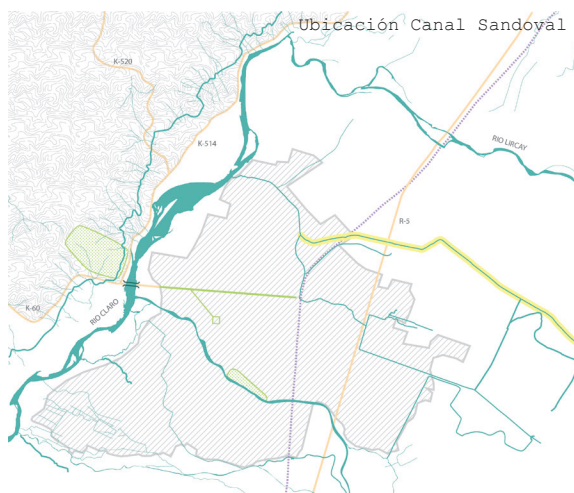 Ubicación Canal Sandoval
K-520
K-514
RIO LIRCAY
R-5
K-60
RIO CLARO